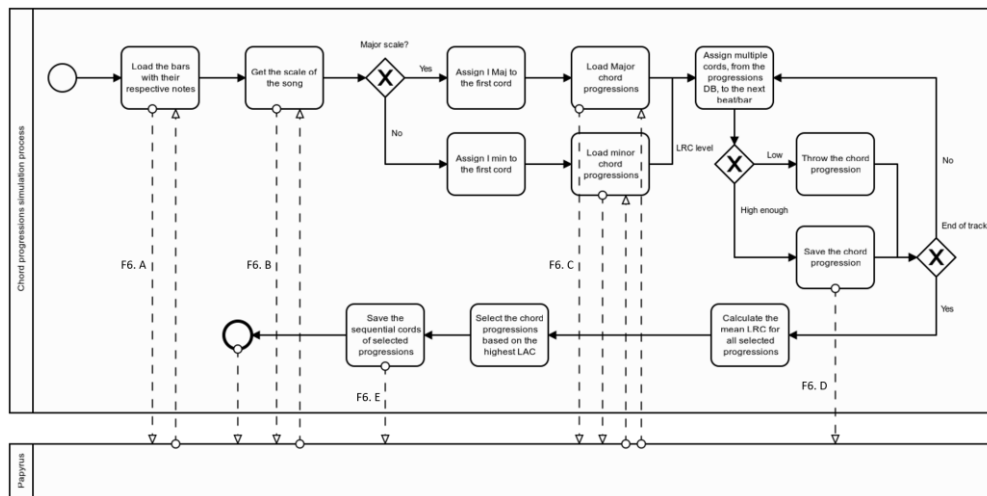 Chord progressions simulation process
Major scale?
Load the bars
with their
respective notes
Get the scale of
the song
Yes
Assign I Maj to
the first cord
Load Major
chord
progressions
Assign multiple
cords, from the
progressions
DB, to the next
beat/bar
No
Assign I min to
the first cord
Load minor
chord
progressions
LRC level
Low
Throw the chord
progression
No
High enough
End of track
F6. A
F6. B
F6. C
Save the chord
progression
Save the
sequential cords
of selected
progressions
Select the chord
progressions
based on the
highest LAC
Calculate the
mean LRC for
all selected
progressions
Yes
F6. E
F6. D
Papyrus